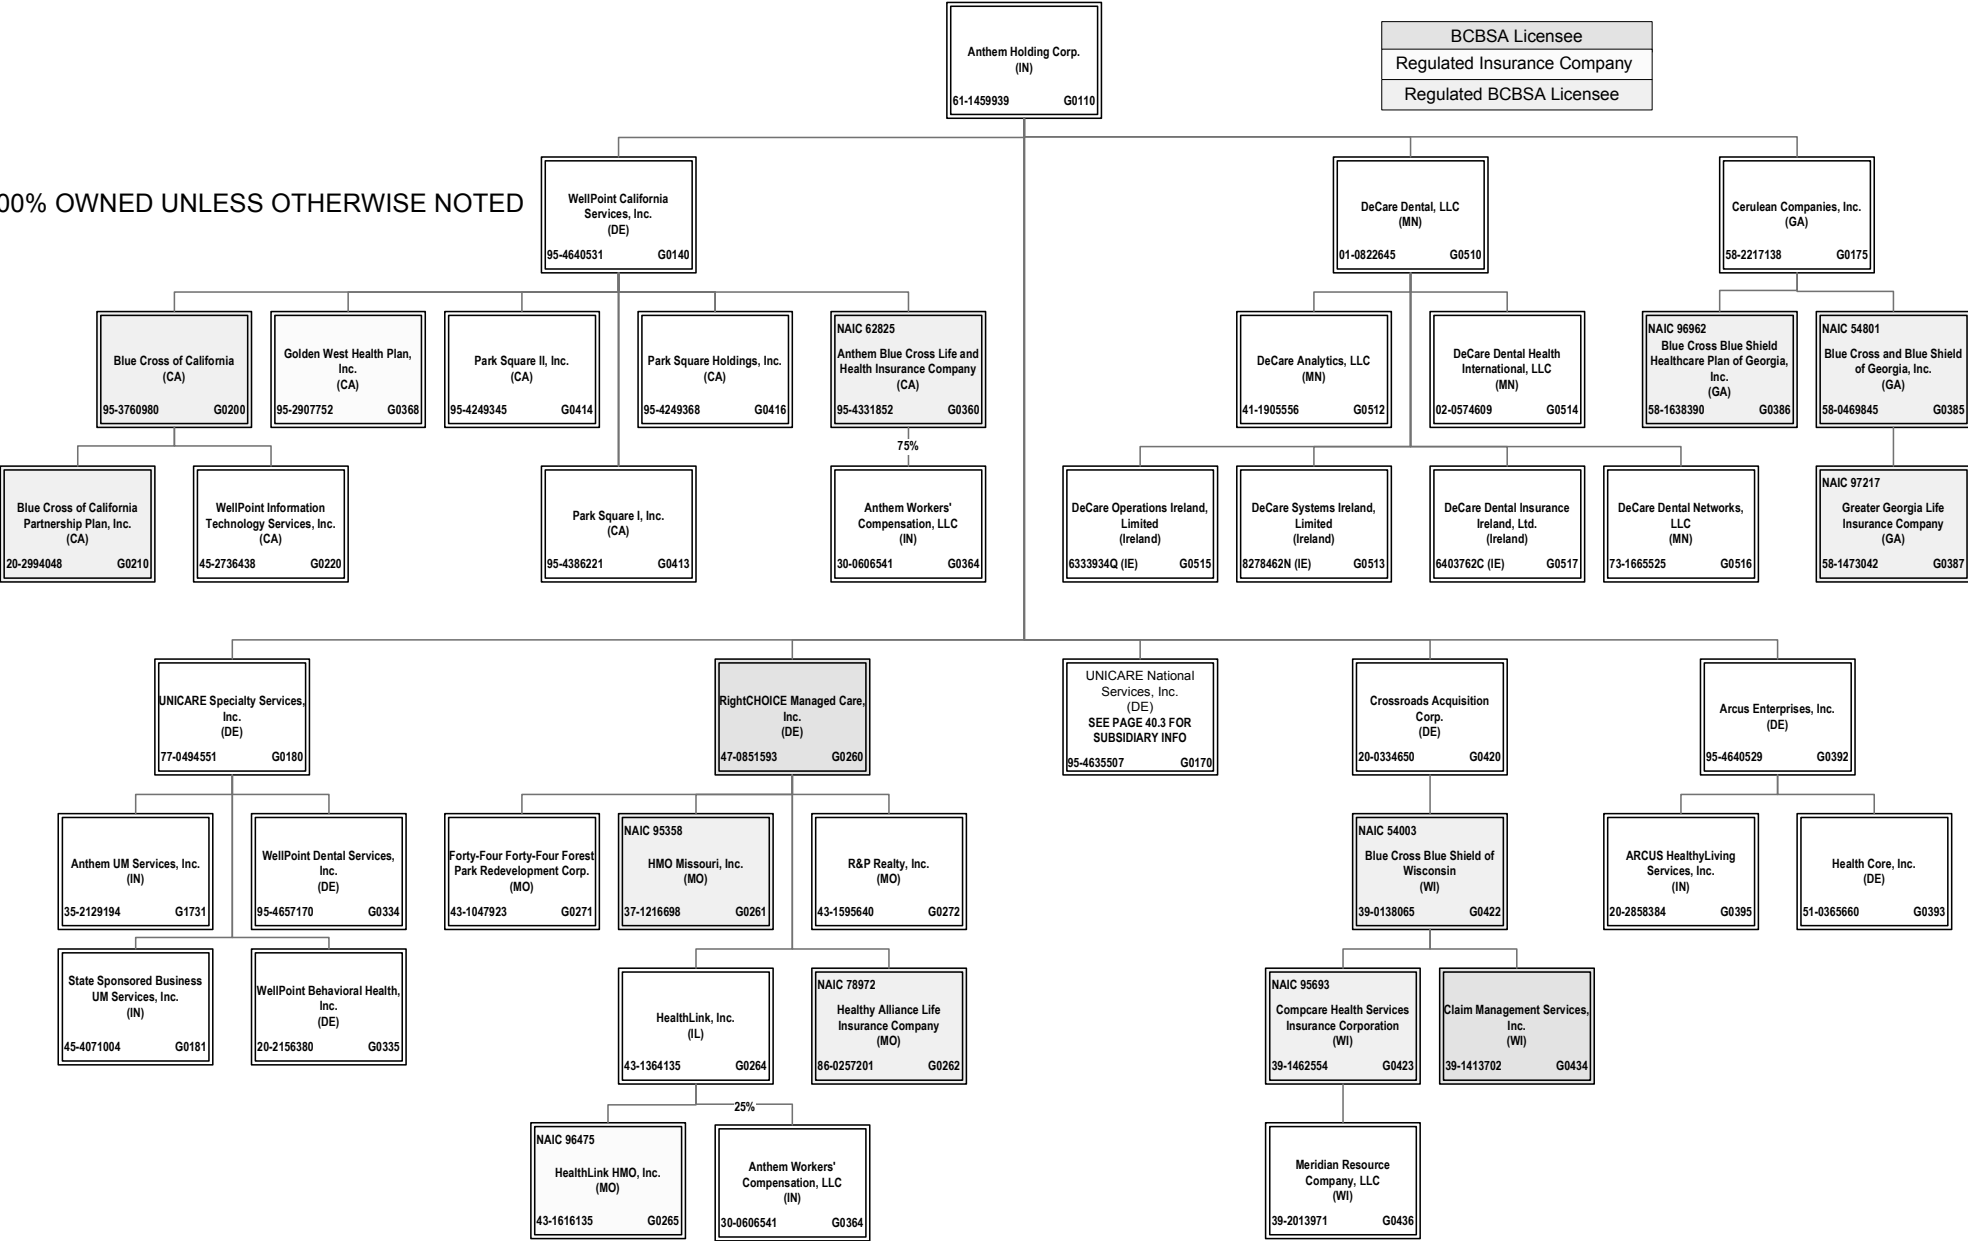 Anthem Holding Corp.
(IN)
61-1459939 G0110
BCBSA Licensee
Regulated Insurance Company
Regulated BCBSA Licensee
00% OWNED UNLESS OTHERWISE NOTED
WellPoint California
Services, Inc.
(DE)
95-4640531 G0140
DeCare Dental, LLC
(MN)
01-0822645 G0510
Cerulean Companies, Inc.
(GA)
58-2217138 G0175
Blue Cross of California
(CA)
95-3760980 G0200
Golden West Health Plan,
Inc.
(CA)
95-2907752 G0368
Park Square II, Inc.
(CA)
95-4249345 G0414
Park Square Holdings, Inc.
(CA)
95-4249368 G0416
NAIC 62825
Anthem Blue Cross Life and
Health Insurance Company
(CA)
95-4331852 G0360
DeCare Analytics, LLC
(MN)
41-1905556 G0512
DeCare Dental Health
International, LLC
(MN)
02-0574609 G0514
NAIC 96962
Blue Cross Blue Shield
Healthcare Plan of Georgia,
Inc.
(GA)
58-1638390 G0386
NAIC 54801
Blue Cross and Blue Shield
of Georgia, Inc.
(GA)
58-0469845 G0385
75%
Blue Cross of California
Partnership Plan, Inc.
(CA)
20-2994048 G0210
WellPoint Information
Technology Services, Inc.
(CA)
45-2736438 G0220
Park Square I, Inc.
(CA)
95-4386221 G0413
Anthem Workers'
Compensation, LLC
(IN)
30-0606541 G0364
DeCare Operations Ireland,
Limited
(Ireland)
6333934Q (IE) G0515
DeCare Systems Ireland,
Limited
(Ireland)
8278462N (IE) G0513
DeCare Dental Insurance
Ireland, Ltd.
(Ireland)
6403762C (IE) G0517
DeCare Dental Networks,
LLC
(MN)
73-1665525 G0516
NAIC 97217
Greater Georgia Life
Insurance Company
(GA)
58-1473042 G0387
UNICARE Specialty Services,
Inc.
(DE)
77-0494551 G0180
RightCHOICE Managed Care,
Inc.
(DE)
47-0851593 G0260
UNICARE National
Services, Inc.
(DE)
SEE PAGE 40.3 FOR
SUBSIDIARY INFO
95-4635507 G0170
Crossroads Acquisition
Corp.
(DE)
20-0334650 G0420
Arcus Enterprises, Inc.
(DE)
95-4640529 G0392
Anthem UM Services, Inc.
(IN)
35-2129194 G1731
WellPoint Dental Services,
Inc.
(DE)
95-4657170 G0334
Forty-Four Forty-Four Forest
Park Redevelopment Corp.
(MO)
43-1047923 G0271
NAIC 95358
HMO Missouri, Inc.
(MO)
37-1216698 G0261
R&P Realty, Inc.
(MO)
43-1595640 G0272
NAIC 54003
Blue Cross Blue Shield of
Wisconsin
(WI)
39-0138065 G0422
ARCUS HealthyLiving
Services, Inc.
(IN)
20-2858384 G0395
Health Core, Inc.
(DE)
51-0365660 G0393
State Sponsored Business
UM Services, Inc.
(IN)
45-4071004 G0181
WellPoint Behavioral Health,
Inc.
(DE)
20-2156380 G0335
HealthLink, Inc.
(IL)
43-1364135 G0264
NAIC 78972
Healthy Alliance Life
Insurance Company
(MO)
86-0257201 G0262
NAIC 95693
Compcare Health Services
Insurance Corporation
(WI)
39-1462554 G0423
Claim Management Services,
Inc.
(WI)
39-1413702 G0434
25%
NAIC 96475
HealthLink HMO, Inc.
(MO)
43-1616135 G0265
Anthem Workers'
Compensation, LLC
(IN)
30-0606541 G0364
Meridian Resource
Company, LLC
(WI)
39-2013971 G0436